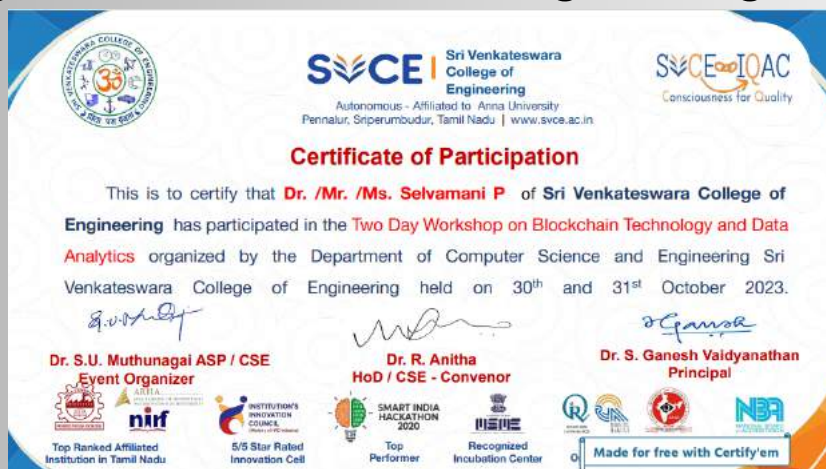 SRI VENKATESWARA COLLEGE OF ENGINEERING
SVCE
Sri Venkateswara
College of
Engineering
Autonomous - Affiliated to Anna University
Pennalur, Sriperumbudur, Tamil Nadu | www.svce.ac.in
SVCE IQAC
Consciousness for Quality
Certificate of Participation
This is to certify that Dr. /Mr. /Ms. Selvamani P of Sri Venkateswara College of
Engineering has participated in the Two Day Workshop on Blockchain Technology and Data
Analytics organized by the Department of Computer Science and Engineering Sri
Venkateswara College of Engineering held on 30th and 31st October 2023.
Dr. S.U. Muthunagai ASP / CSE
Event Organizer
Dr. R. Anitha
HoD / CSE - Convenor
Dr. S. Ganesh Vaidyanathan
Principal
ARIIA
nirf
INSTITUTION'S
INNOVATION
COUNCIL
SMART INDIA
HACKATHON
2020
MSME
NBA
Top Ranked Affiliated
Institution in Tamil Nadu
5/5 Star Rated
Innovation Cell
Top
Performer
Recognized
Incubation Center
Made for free with Certify'em